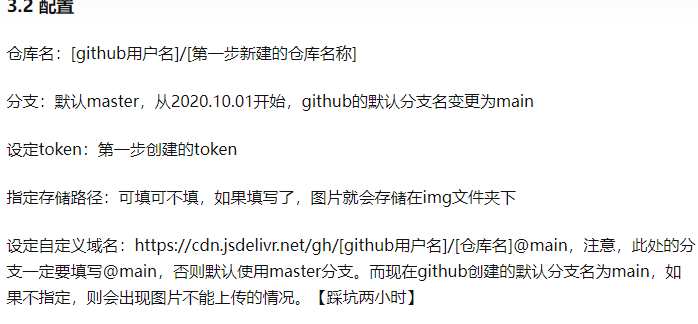 3.2 配置
仓库名：[github用户名]/[第一步新建的仓库名称]
分支：默认master，从2020.10.01开始，github的默认分支名变更为main
设定token：第一步创建的token
指定存储路径：可填可不填，如果填写了，图片就会存储在img文件夹下
设定自定义域名：https://cdn.jsdelivr.net/gh/[github用户名]/[仓库名]@main，注意，此处的分
支一定要填写@main，否则默认使用master分支。而现在github创建的默认分支名为main，如
果不指定，则会出现图片不能上传的情况。【踩坑两小时】